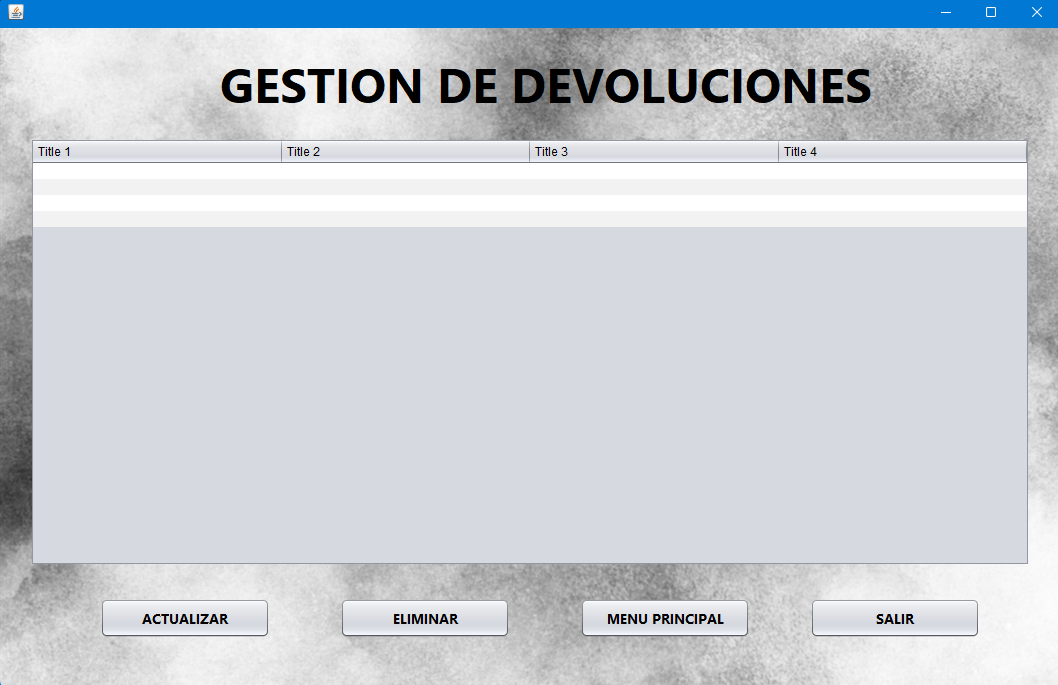 GESTION DE DEVOLUCIONES
Title 1 Title 2 Title 3 Title 4
ACTUALIZAR ELIMINAR MENU PRINCIPAL SALIR